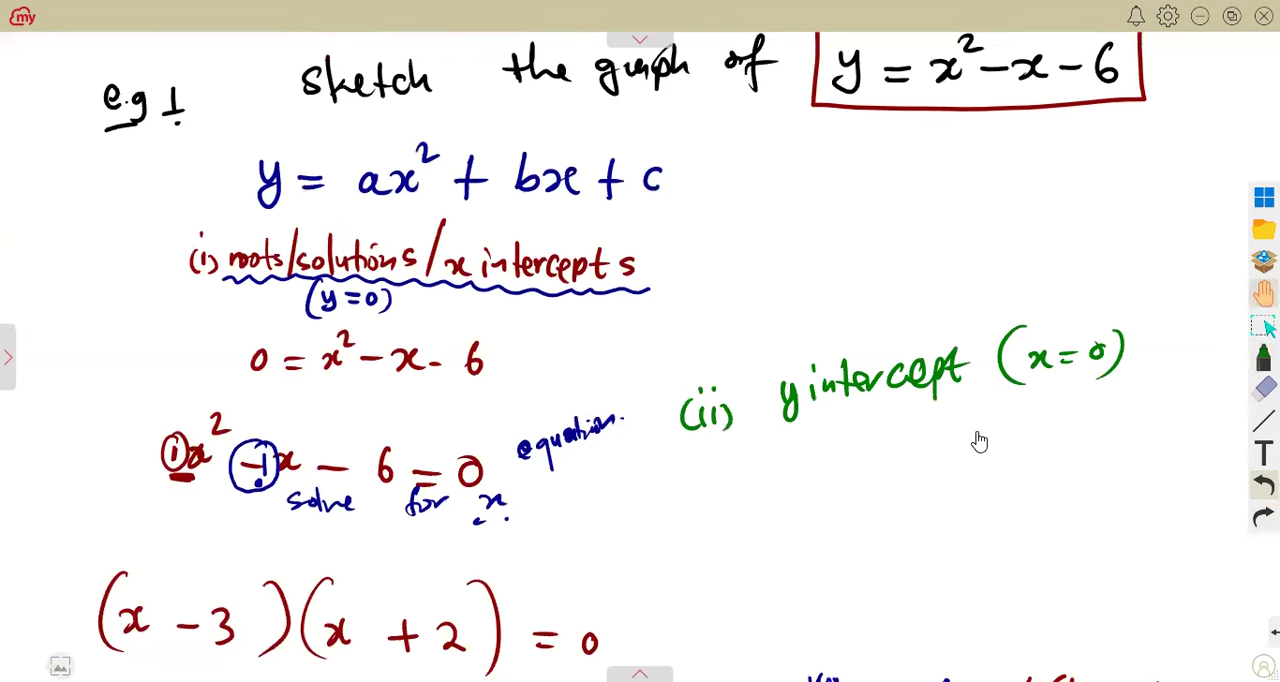 my
e.g 1 sketch the graph of y = x² - x - 6
y = ax² + bx + c
(i) roots/solutions/x intercepts
(y=0)
0 = x² - x - 6
1x² -1x - 6 = 0 equation.
solve for x
(x - 3)(x + 2) = 0
(ii) y intercept (x=0)
T